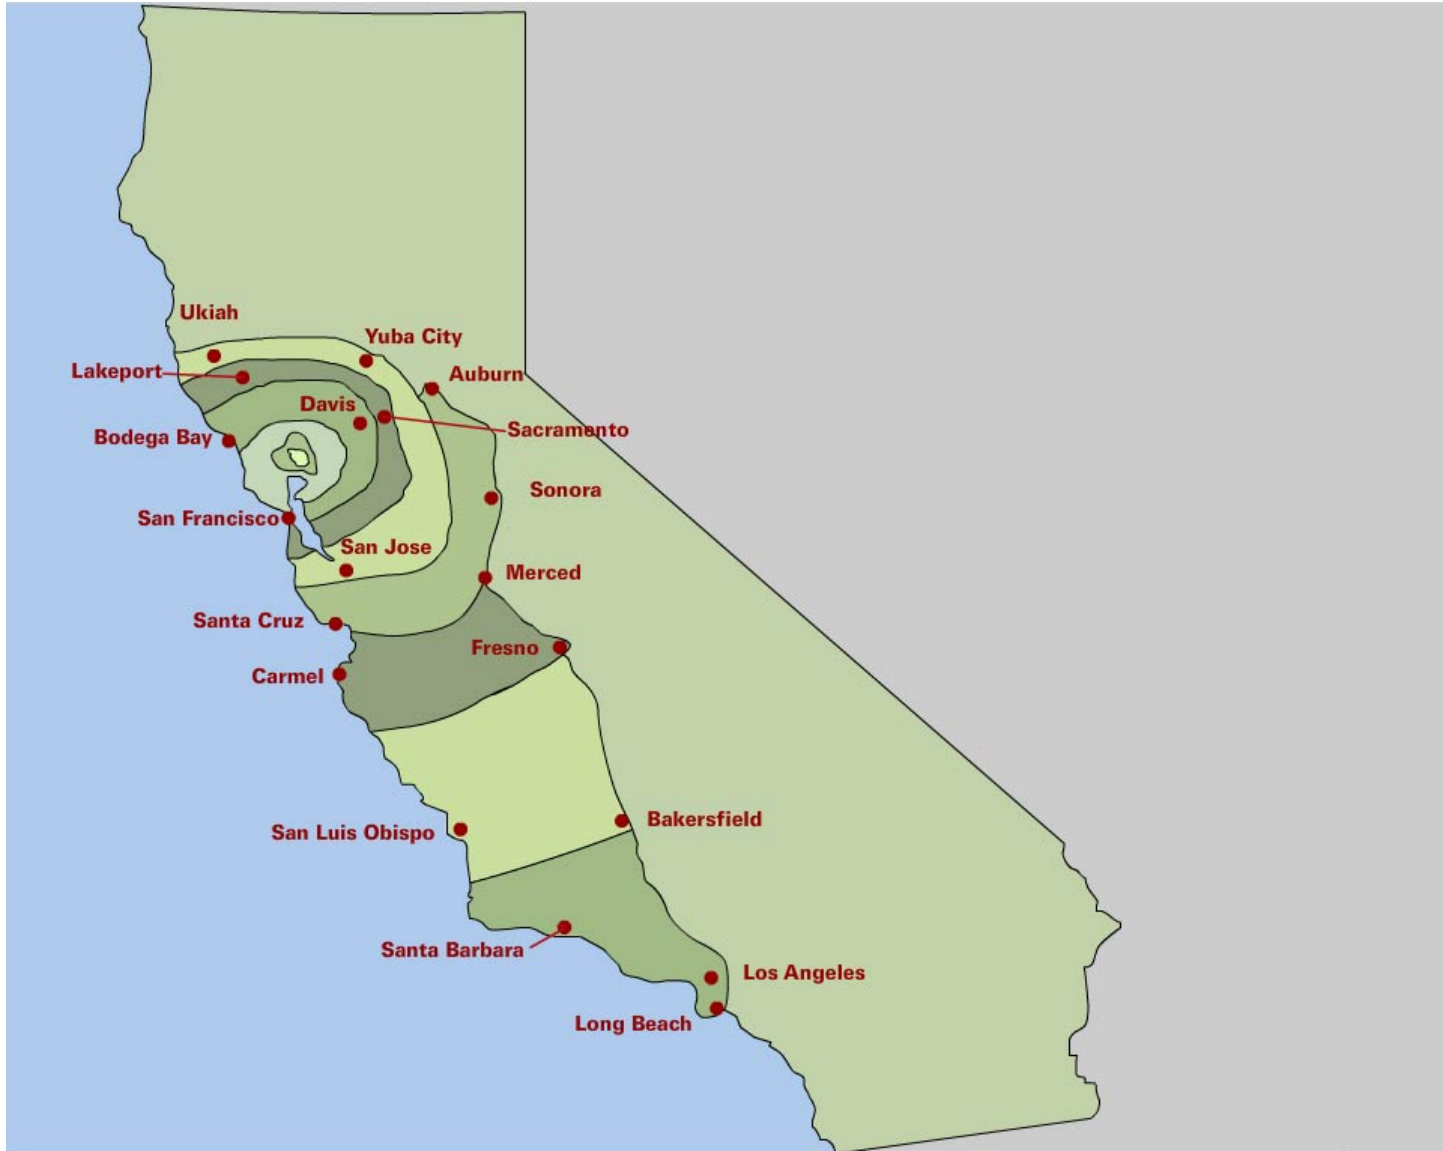 Ukiah
Yuba City
Lakeport
Auburn
Davis
Sacramento
Bodega Bay
Sonora
San Francisco
San Jose
Merced
Santa Cruz
Fresno
Carmel
Bakersfield
San Luis Obispo
Santa Barbara
Los Angeles
Long Beach